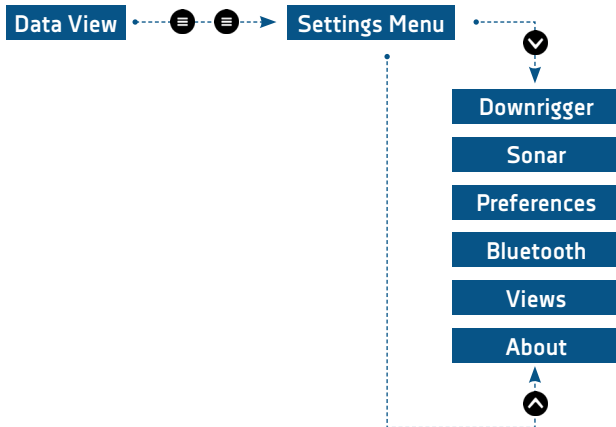 Data View
Settings Menu
Downrigger
Sonar
Preferences
Bluetooth
Views
About